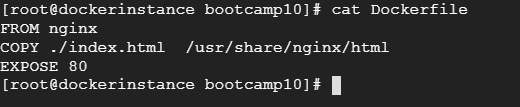 [root@dockerinstance bootcamp10]# cat Dockerfile
FROM nginx
COPY ./index.html  /usr/share/nginx/html
EXPOSE 80
[root@dockerinstance bootcamp10]#